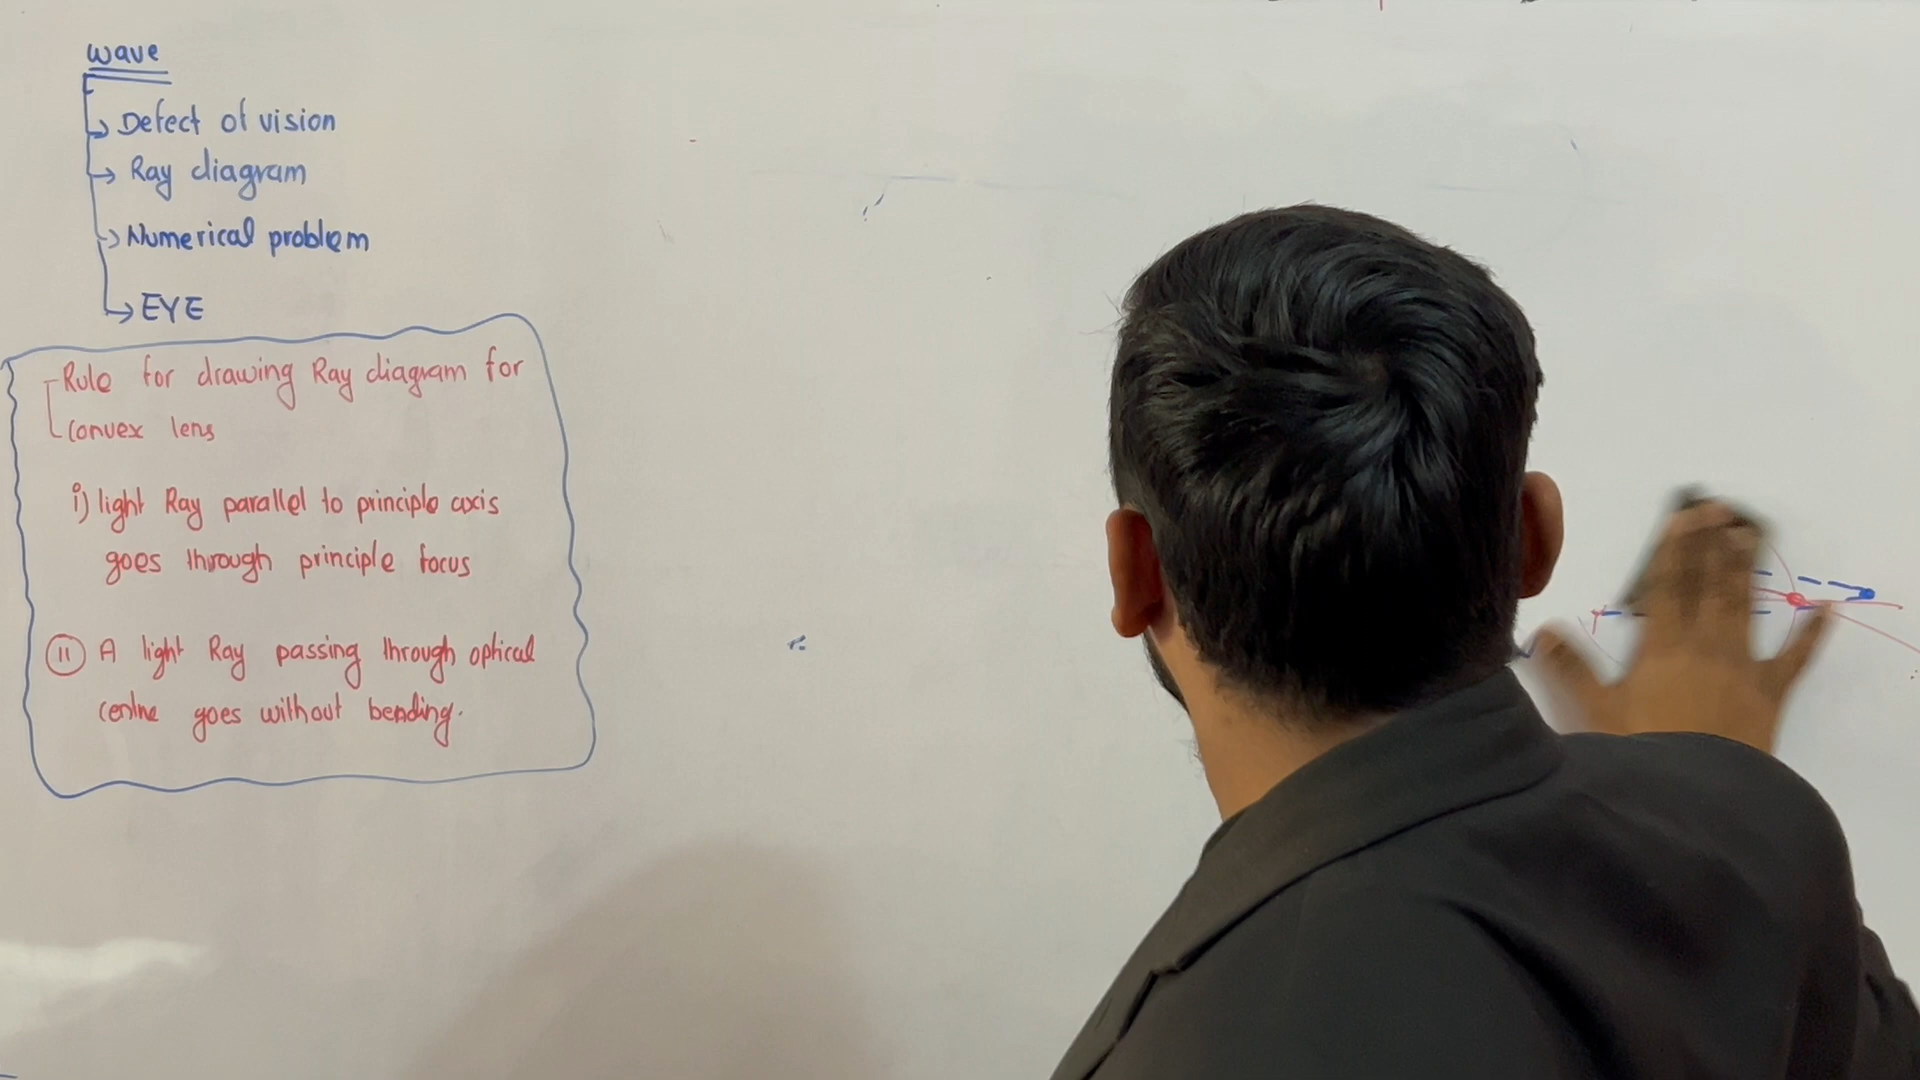 wave
Defect of vision
Ray diagram
Numerical problem
EYE
Rule for drawing Ray diagram for
convex lens
i) light Ray parallel to principle axis
goes through principle focus
ii A light Ray passing through optical
goes without bending.